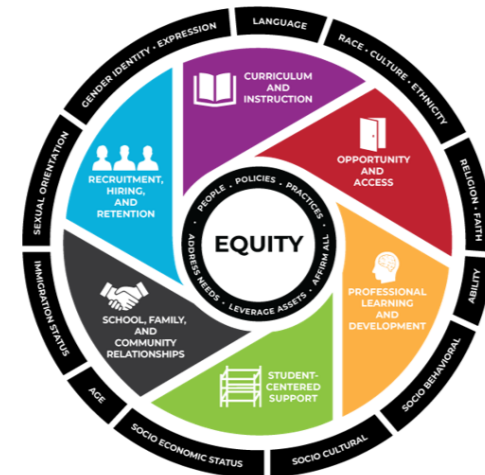 LANGUAGE
RACE • CULTURE • ETHNICITY
RELIGION • FAITH
ABILITY
SOCIO BEHAVIORAL
SOCIO CULTURAL
SOCIO ECONOMIC STATUS
AGE
IMMIGRATION STATUS
SEXUAL ORIENTATION
GENDER IDENTITY • EXPRESSION
CURRICULUM
AND
INSTRUCTION
OPPORTUNITY
AND
ACCESS
PROFESSIONAL
LEARNING
AND
DEVELOPMENT
STUDENT-
CENTERED
SUPPORT
SCHOOL, FAMILY,
AND
COMMUNITY
RELATIONSHIPS
RECRUITMENT,
HIRING,
AND
RETENTION
• PEOPLE • POLICIES • PRACTICES •
ADDRESS NEEDS • LEVERAGE ASSETS • AFFIRM ALL
EQUITY